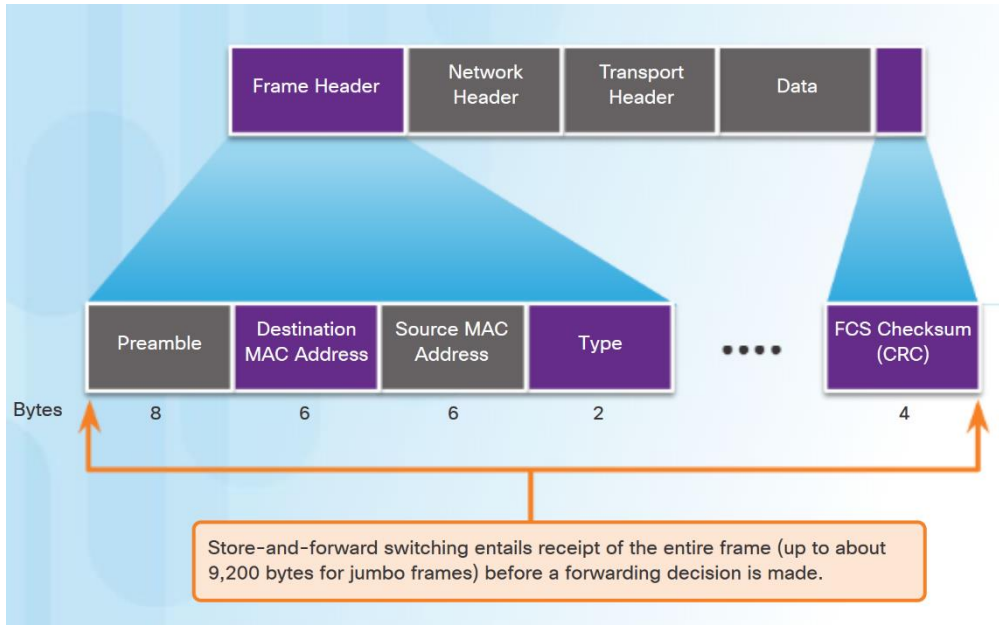 Frame Header
Network
Header
Transport
Header
Data
Preamble
Destination
MAC Address
Source MAC
Address
Type
••••
FCS Checksum
(CRC)
Bytes
8
6
6
2
4
Store-and-forward switching entails receipt of the entire frame (up to about
9,200 bytes for jumbo frames) before a forwarding decision is made.